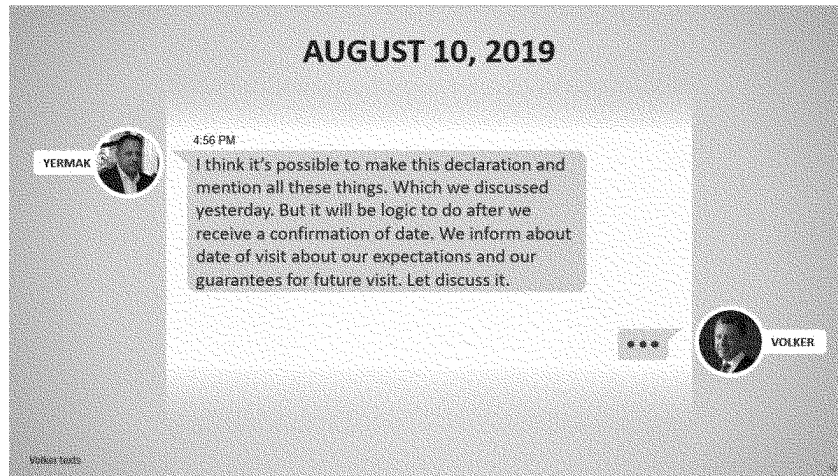 AUGUST 10, 2019
4:56 PM
YERMAK
I think it's possible to make this declaration and
mention all these things. Which we discussed
yesterday. But it will be logic to do after we
receive a confirmation of date. We inform about
date of visit about our expectations and our
guarantees for future visit. Let discuss it.
VOLKER
Volker texts